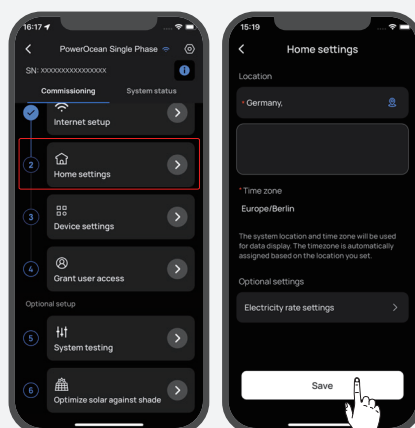 16:17
PowerOcean Single Phase
SN: xxxxxxxxxxxxxxx
Commissioning
System status
Internet setup
2
Home settings
3
Device settings
4
Grant user access
Optional setup
5
System testing
6
Optimize solar against shade
15:19
Home settings
Location
* Germany,
* Time zone
Europe/Berlin
The system location and time zone will be used
for data display. The timezone is automatically
assigned based on the location you set.
Optional settings
Electricity rate settings
Save